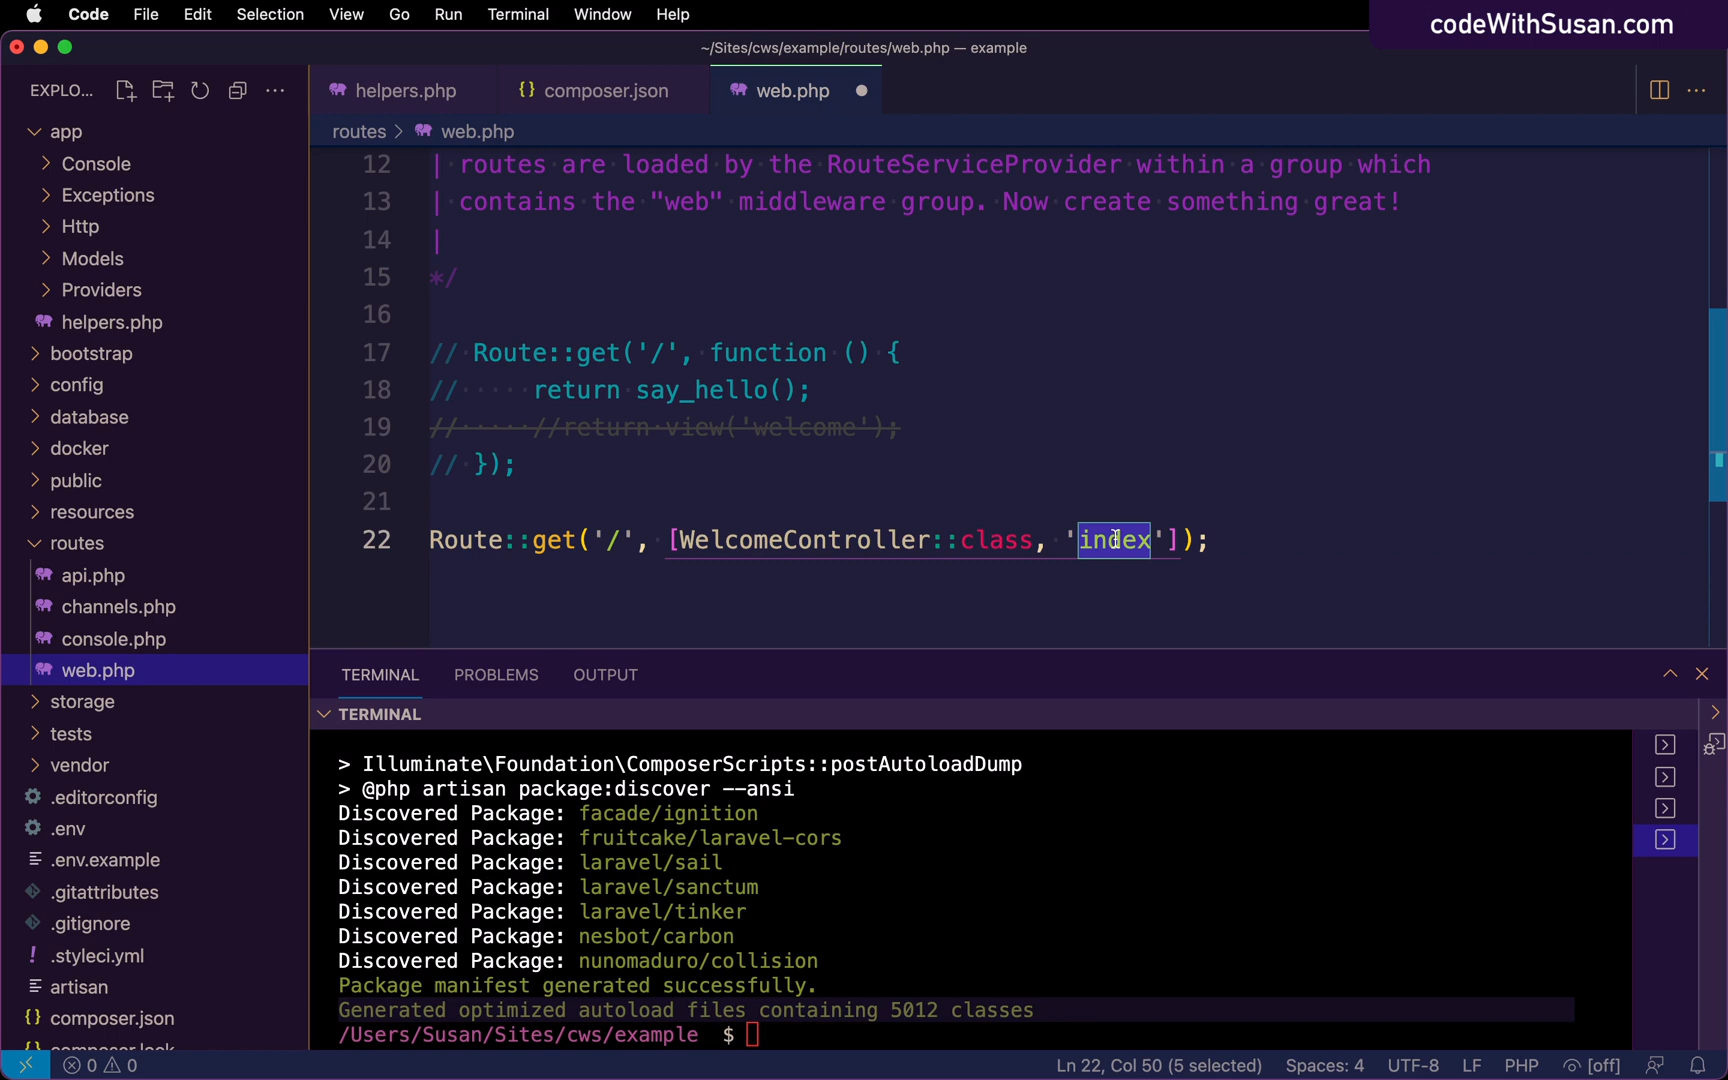 Code File Edit Selection View Go Run Terminal Window Help
codeWithSusan.com
~/Sites/cws/example/routes/web.php — example
EXPLO...
helpers.php
{} composer.json
web.php
routes > web.php
app
Console
Exceptions
Http
Models
Providers
helpers.php
bootstrap
config
database
docker
public
resources
routes
api.php
channels.php
console.php
web.php
storage
tests
vendor
.editorconfig
.env
.env.example
.gitattributes
.gitignore
! .styleci.yml
artisan
{} composer.json
{} composer.lock
12 | routes are loaded by the RouteServiceProvider within a group which
13 | contains the "web" middleware group. Now create something great!
14 |
15 */
16
17 // Route::get('/', function () {
18 //     return say_hello();
19 //     //return view('welcome');
20 // });
21
22 Route::get('/', [WelcomeController::class, 'index']);
TERMINAL PROBLEMS OUTPUT
TERMINAL
> Illuminate\Foundation\ComposerScripts::postAutoloadDump
> @php artisan package:discover --ansi
Discovered Package: facade/ignition
Discovered Package: fruitcake/laravel-cors
Discovered Package: laravel/sail
Discovered Package: laravel/sanctum
Discovered Package: laravel/tinker
Discovered Package: nesbot/carbon
Discovered Package: nunomaduro/collision
Package manifest generated successfully.
Generated optimized autoload files containing 5012 classes
/Users/Susan/Sites/cws/example $
0 0 Ln 22, Col 50 (5 selected) Spaces: 4 UTF-8 LF PHP [off]